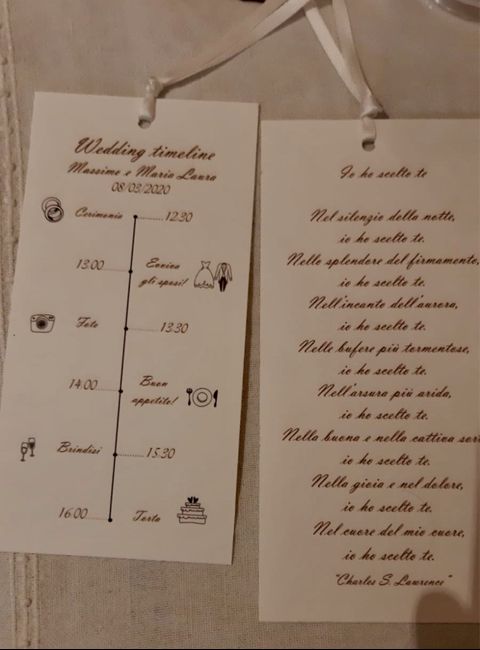 Wedding timeline
Massimo e Maria Laura
08/03/2020
Cerimonia 12:30
13:00 Evviva
gli sposi!
Foto 13.30
14:00 Buon
appetito!
Brindisi 15:30
16:00 Torta
Io ho scelto te
Nel silenzio della notte,
io ho scelto te.
Nello splendore del firmamento,
io ho scelto te.
Nell'incanto dell'aurora,
io ho scelto te.
Nelle bufere più tormentose,
io ho scelto te.
Nell'arsura più arida,
io ho scelto te.
Nella buona e nella cattiva sor
io ho scelto te.
Nella gioia e nel dolore,
io ho scelto te.
Nel cuore del mio cuore,
io ho scelto te.
"Charles S. Lawrence"